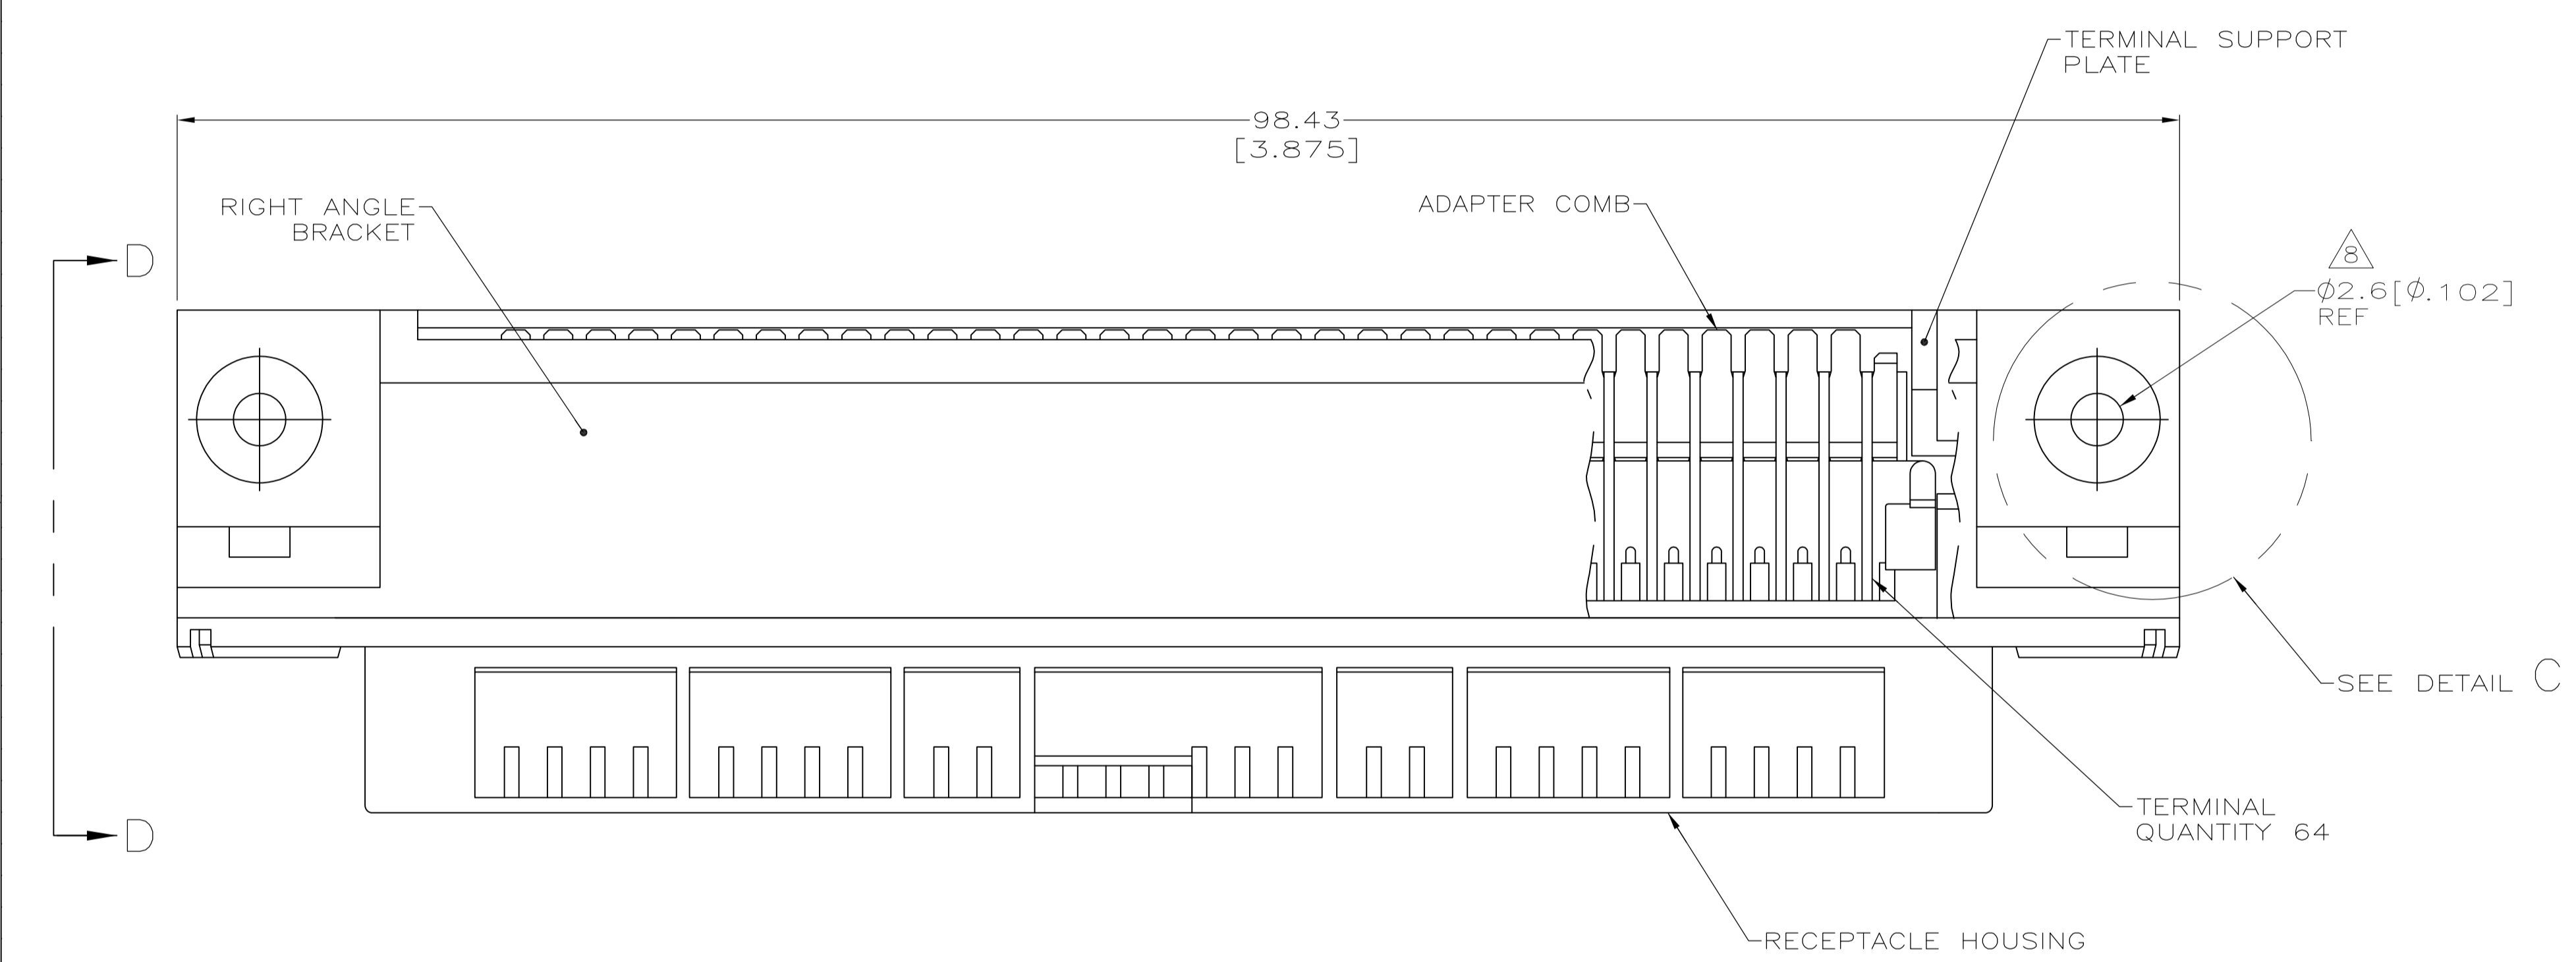 TERMINAL SUPPORT
PLATE
98.43
[3.875]
RIGHT ANGLE
BRACKET
ADAPTER COMB
D
8
Ø2.6[Ø.102]
REF
SEE DETAIL C
TERMINAL
QUANTITY 64
D
RECEPTACLE HOUSING